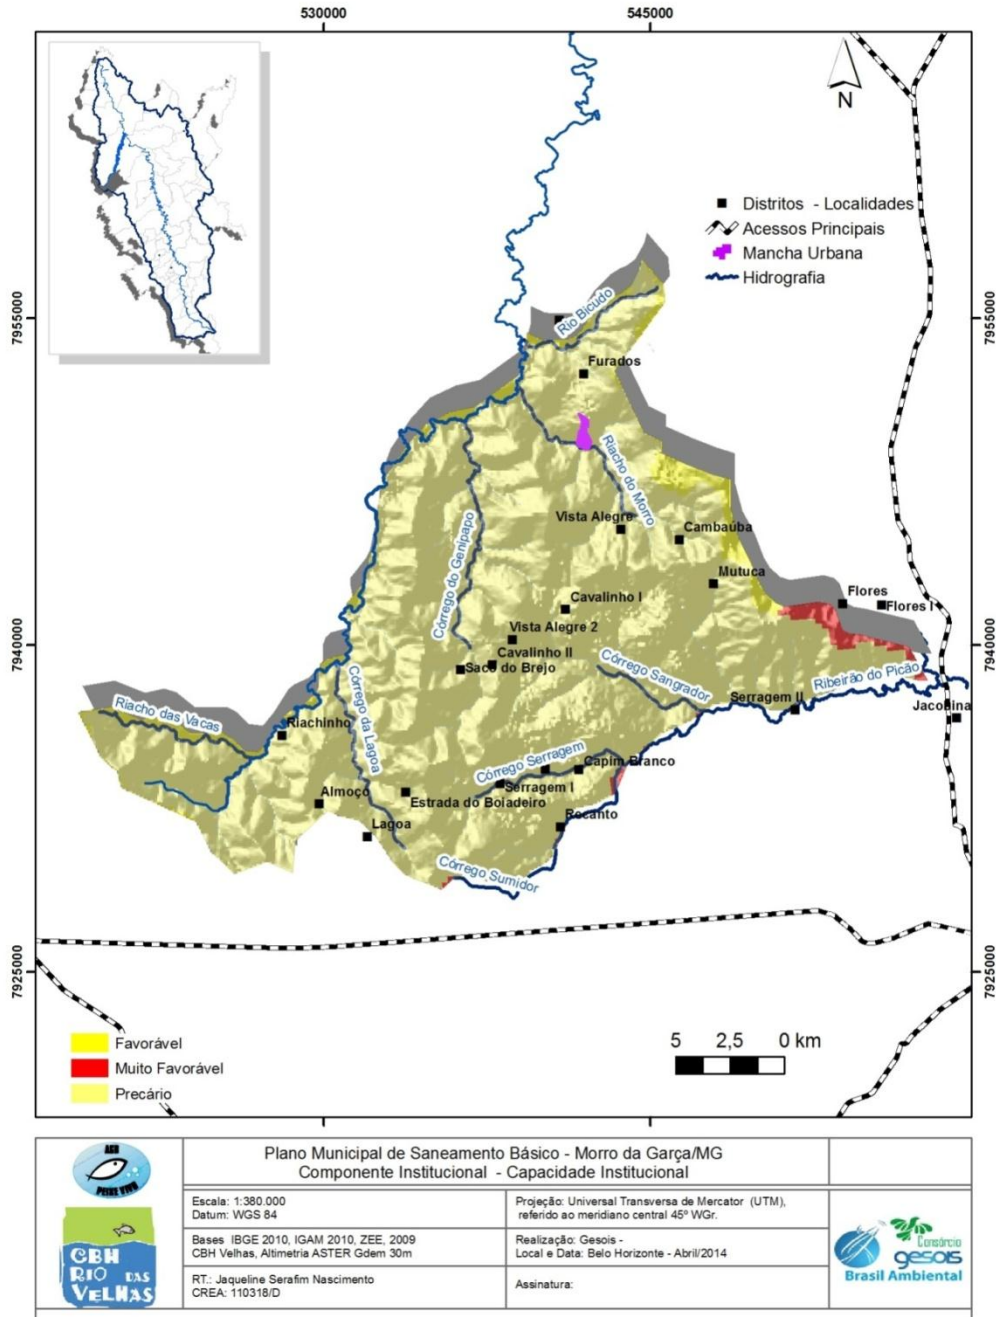 530000
545000
N
Distritos - Localidades
Acessos Principais
Mancha Urbana
Hidrografia
7955000
7955000
Rio Bicudo
Furados
Riacho do Morro
Vista Alegre
Cambaúba
Córrego do Genipapo
Mutuca
Cavalinho I
Flores
Flores I
Vista Alegre 2
7940000
7940000
Cavalinho II
Saco do Brejo
Córrego Sangrador
Ribeirão do Picão
Serragem II
Jacobina
Riacho das Vacas
Riachinho
Córrego da Lagoa
Córrego Serragem
Capim Branco
Serragem I
Almoço
Estrada do Boiadeiro
Recanto
Lagoa
Córrego Sumidor
7925000
7925000
Favorável
Muito Favorável
Precário
5 2,5 0 km
AGB
PEIXE VIVO
CBH
RIO DAS
VELHAS
Plano Municipal de Saneamento Básico - Morro da Garça/MG
Componente Institucional - Capacidade Institucional
Escala: 1:380.000
Datum: WGS 84
Projeção: Universal Transversa de Mercator (UTM),
referido ao meridiano central 45º WGr.
Bases IBGE 2010, IGAM 2010, ZEE, 2009
CBH Velhas, Altimetria ASTER Gdem 30m
Realização: Gesois -
Local e Data: Belo Horizonte - Abril/2014
RT.: Jaqueline Serafim Nascimento
CREA: 110318/D
Assinatura:
Consórcio
gesois
Brasil Ambiental